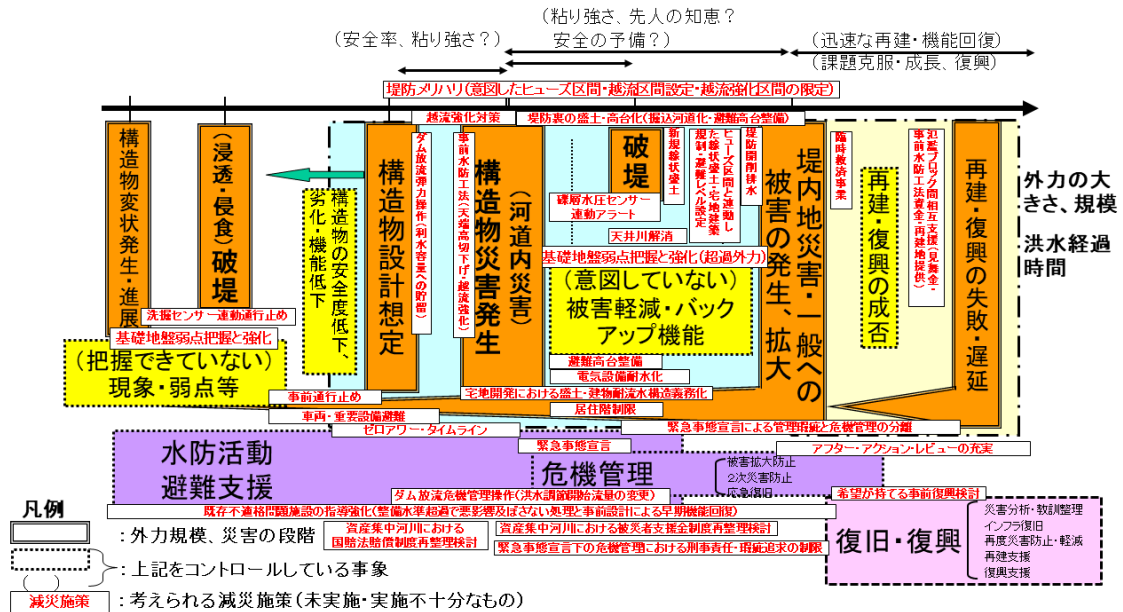 (粘り強さ、先人の知恵?
安全の予備?)
(安全率、粘り強さ?)
(迅速な再建・機能回復)
(課題克服・成長、復興)
堤防メリハリ(意図したヒューズ区間・越流区間設定・越流強化区間の限定)
越流強化対策
堤防裏の盛土・高台化(掘込河道化・避難高台整備)
構造物変状発生・進展
(浸透・侵食)破堤
構造物の安全度低下、
劣化・機能低下
構造物設計想定
ダム放流弾力操作(利水容量への貯留)
事前水防工法(天端高切下げ・越流強化)
構造物災害発生
(河道内災害)
破堤
新規線状盛土
ヒューズ区間と連動し
た線状盛土・宅地建築
規制・避難レベル設定
堤防開削排水
堤内地災害・一般への
被害の発生、拡大
臨時救済事業
再建・復興の成否
氾濫ブロック間相互支援(見舞金・
事前水防工法資金・再建地提供)
再建・復興の失敗・遅延
外力の大
きさ、規模
洪水経過
時間
礫層水圧センサー
連動アラート
天井川解消
基礎地盤弱点把握と強化(超過外力)
(意図していない)
被害軽減・バック
アップ機能
洗掘センサー連動通行止め
基礎地盤弱点把握と強化
(把握できていない)
現象・弱点等
避難高台整備
電気設備耐水化
事前通行止め
宅地開発における盛土・建物耐流水構造義務化
居住階制限
車両・重要設備避難
ゼロアワー・タイムライン
緊急事態宣言による管理瑕疵と危機管理の分離
緊急事態宣言
アフター・アクション・レビューの充実
水防活動
避難支援
危機管理
被害拡大防止
2次災害防止
応急復旧
ダム放流危機管理操作(洪水調節開始流量の変更)
希望が持てる事前復興検討
既存不適格問題施設の指導強化(整備水準超過で悪影響及ばさない処理と事前設計による早期機能回復)
資産集中河川における
国賠法賠償制度再整理検討
資産集中河川における被災者支援金制度再整理検討
緊急事態宣言下の危機管理における刑事責任・瑕疵追求の制限
復旧・復興
災害分析・教訓整理
インフラ復旧
再度災害防止・軽減
再建支援
復興支援
凡例
:外力規模、災害の段階
:上記をコントロールしている事象
( )
減災施策
:考えられる減災施策(未実施・実施不十分なもの)